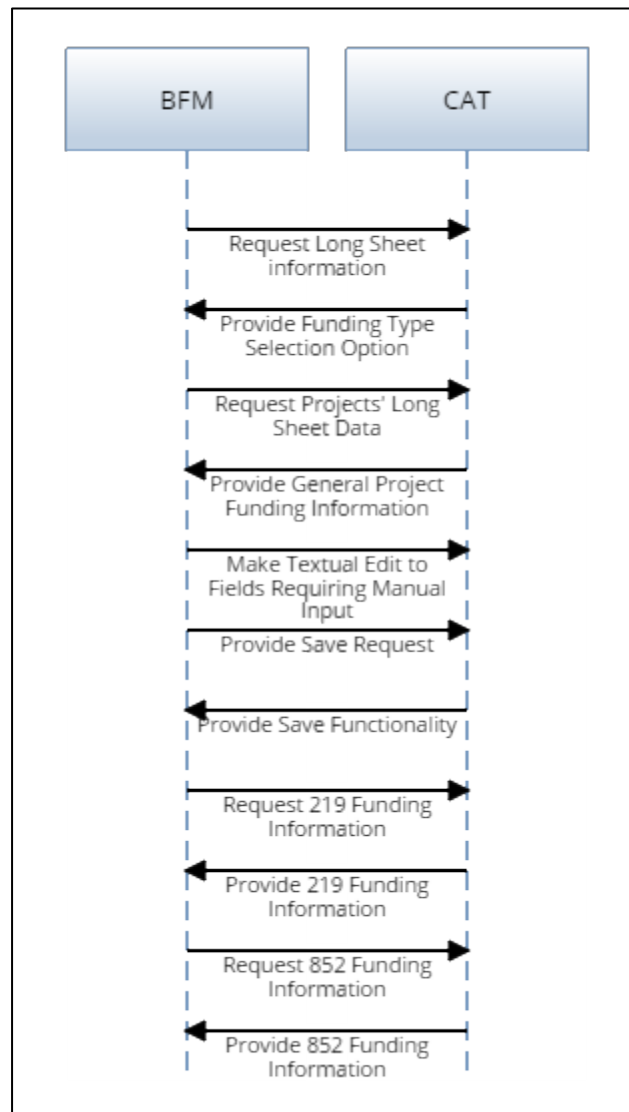 BFM
CAT
Request Long Sheet
information
Provide Funding Type
Selection Option
Request Projects' Long
Sheet Data
Provide General Project
Funding Information
Make Textual Edit to
Fields Requiring Manual
Input
Provide Save Request
Provide Save Functionality
Request 219 Funding
Information
Provide 219 Funding
Information
Request 852 Funding
Information
Provide 852 Funding
Information